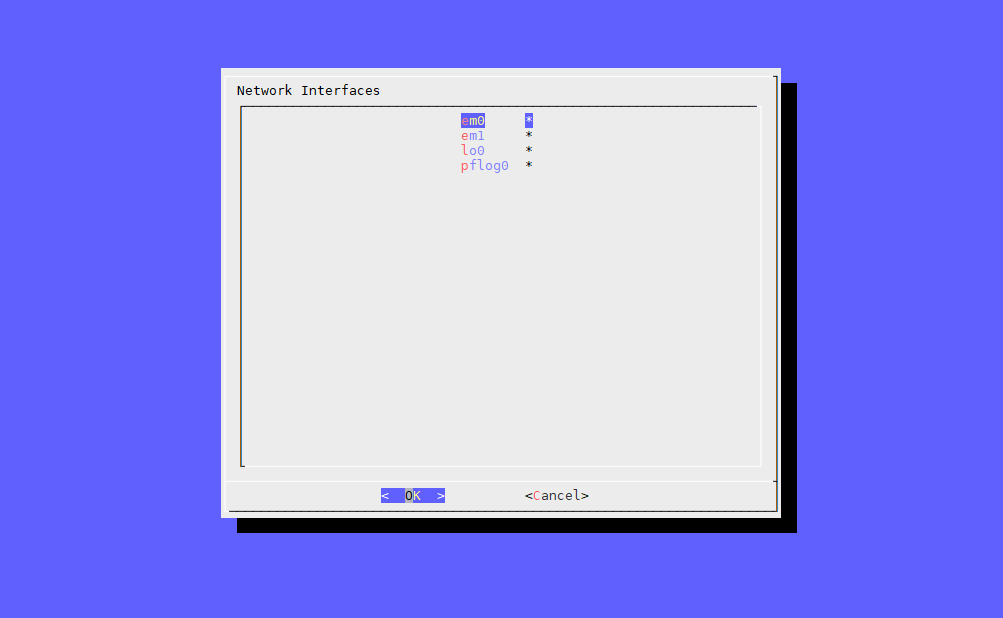 Network Interfaces
em0 *
em1 *
lo0 *
pflog0 *
< OK > <Cancel>